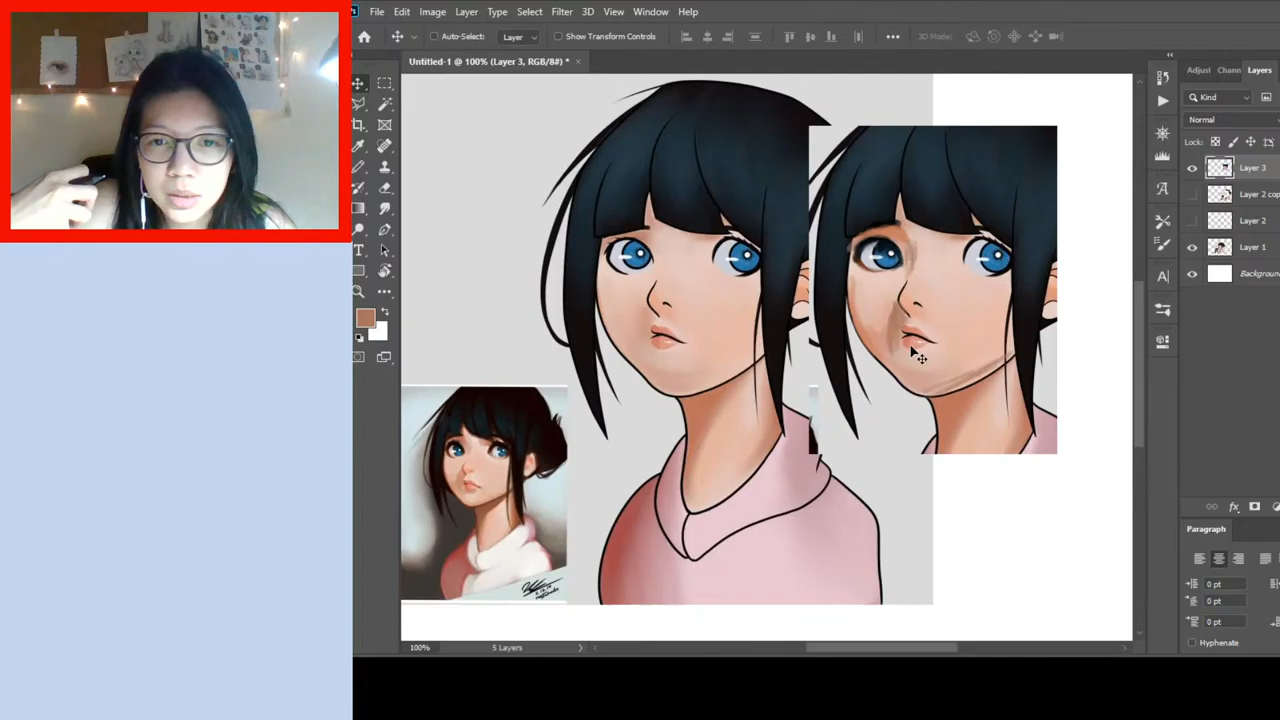 File Edit Image Layer Type Select Filter 3D View Window Help
Auto-Select: Layer Show Transform Controls 3D Mode:
Untitled-1 @ 100% (Layer 3, RGB/8#) * ×
Adjust Chann Layers
Kind
Normal
Lock:
Layer 3
Layer 2 cop
Layer 2
Layer 1
Backgroun
fx
Paragraph
0 pt
0 pt
0 pt
Hyphenate
100% 5 Layers